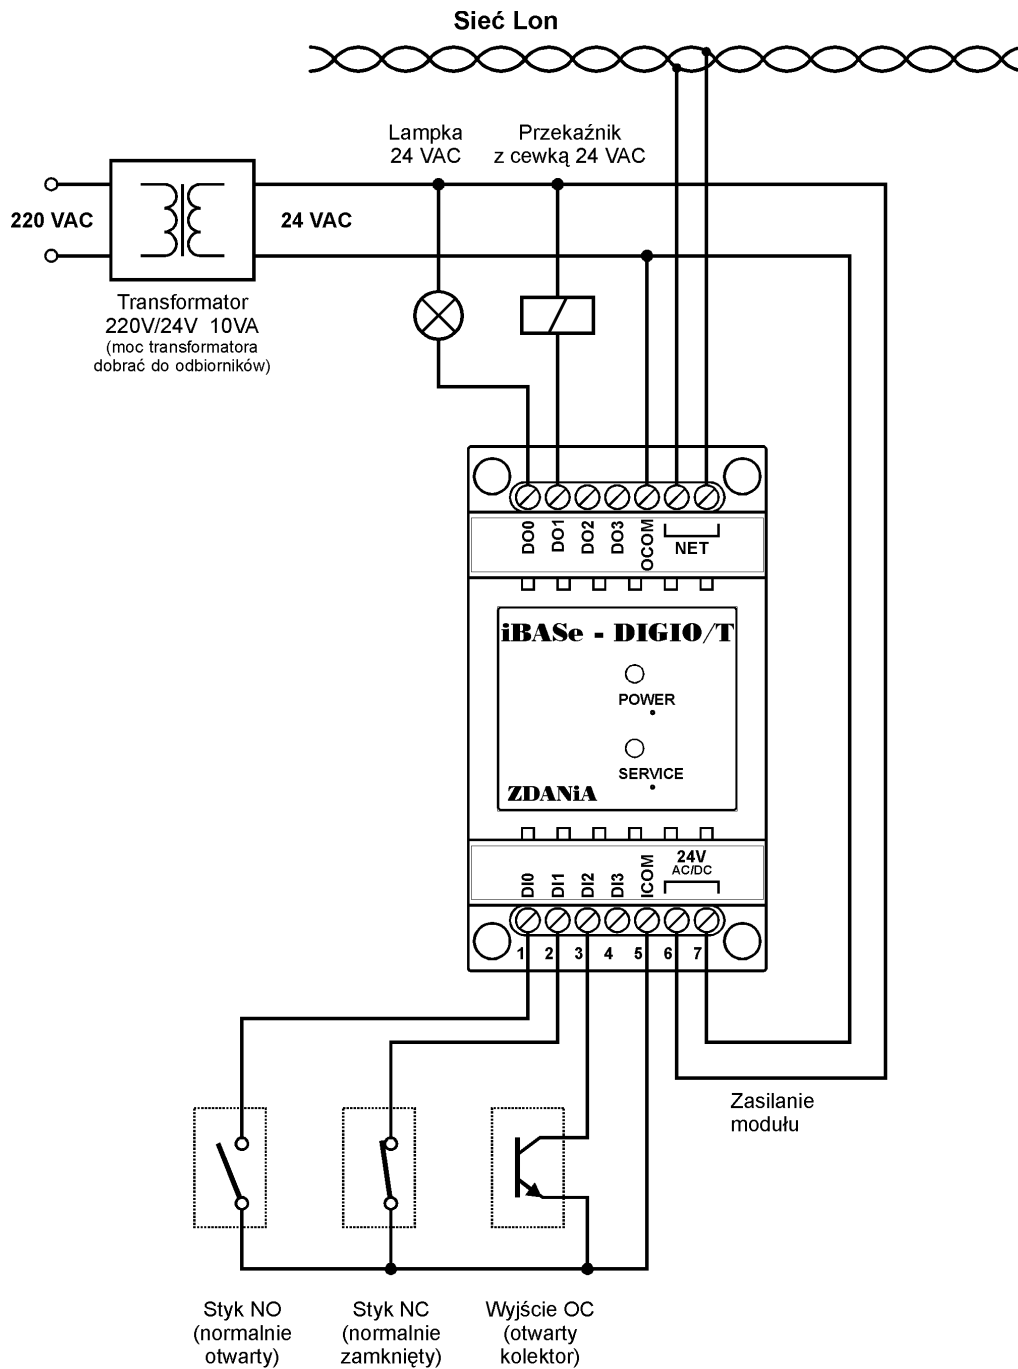 Sieć Lon
Lampka
24 VAC
Przekaźnik
z cewką 24 VAC
220 VAC
24 VAC
Transformator
220V/24V 10VA
(moc transformatora
dobrać do odbiorników)
DO0
DO1
DO2
DO3
OCOM
NET
iBASe - DIGIO/T
POWER
SERVICE
ZDANiA
DI0
DI1
DI2
DI3
ICOM
24V
AC/DC
1 2 3 4 5 6 7
Zasilanie
modułu
Styk NO
(normalnie
otwarty)
Styk NC
(normalnie
zamknięty)
Wyjście OC
(otwarty
kolektor)